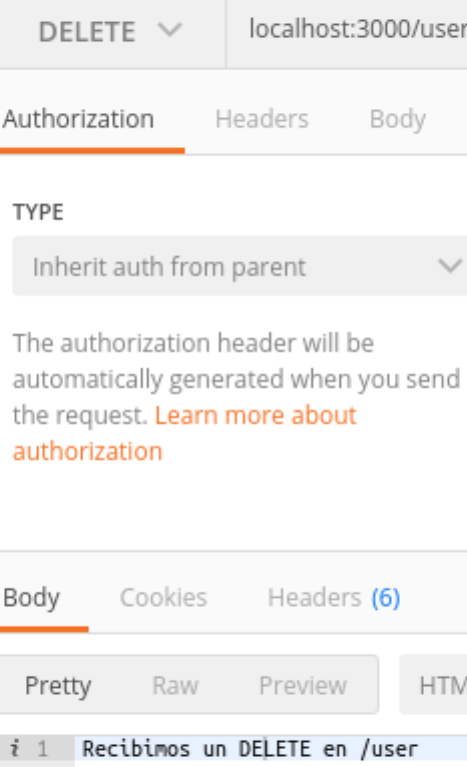 DELETE localhost:3000/user
Authorization Headers Body
TYPE
Inherit auth from parent
The authorization header will be
automatically generated when you send
the request. Learn more about
authorization
Body Cookies Headers (6)
Pretty Raw Preview HTM
i 1 Recibimos un DELETE en /user